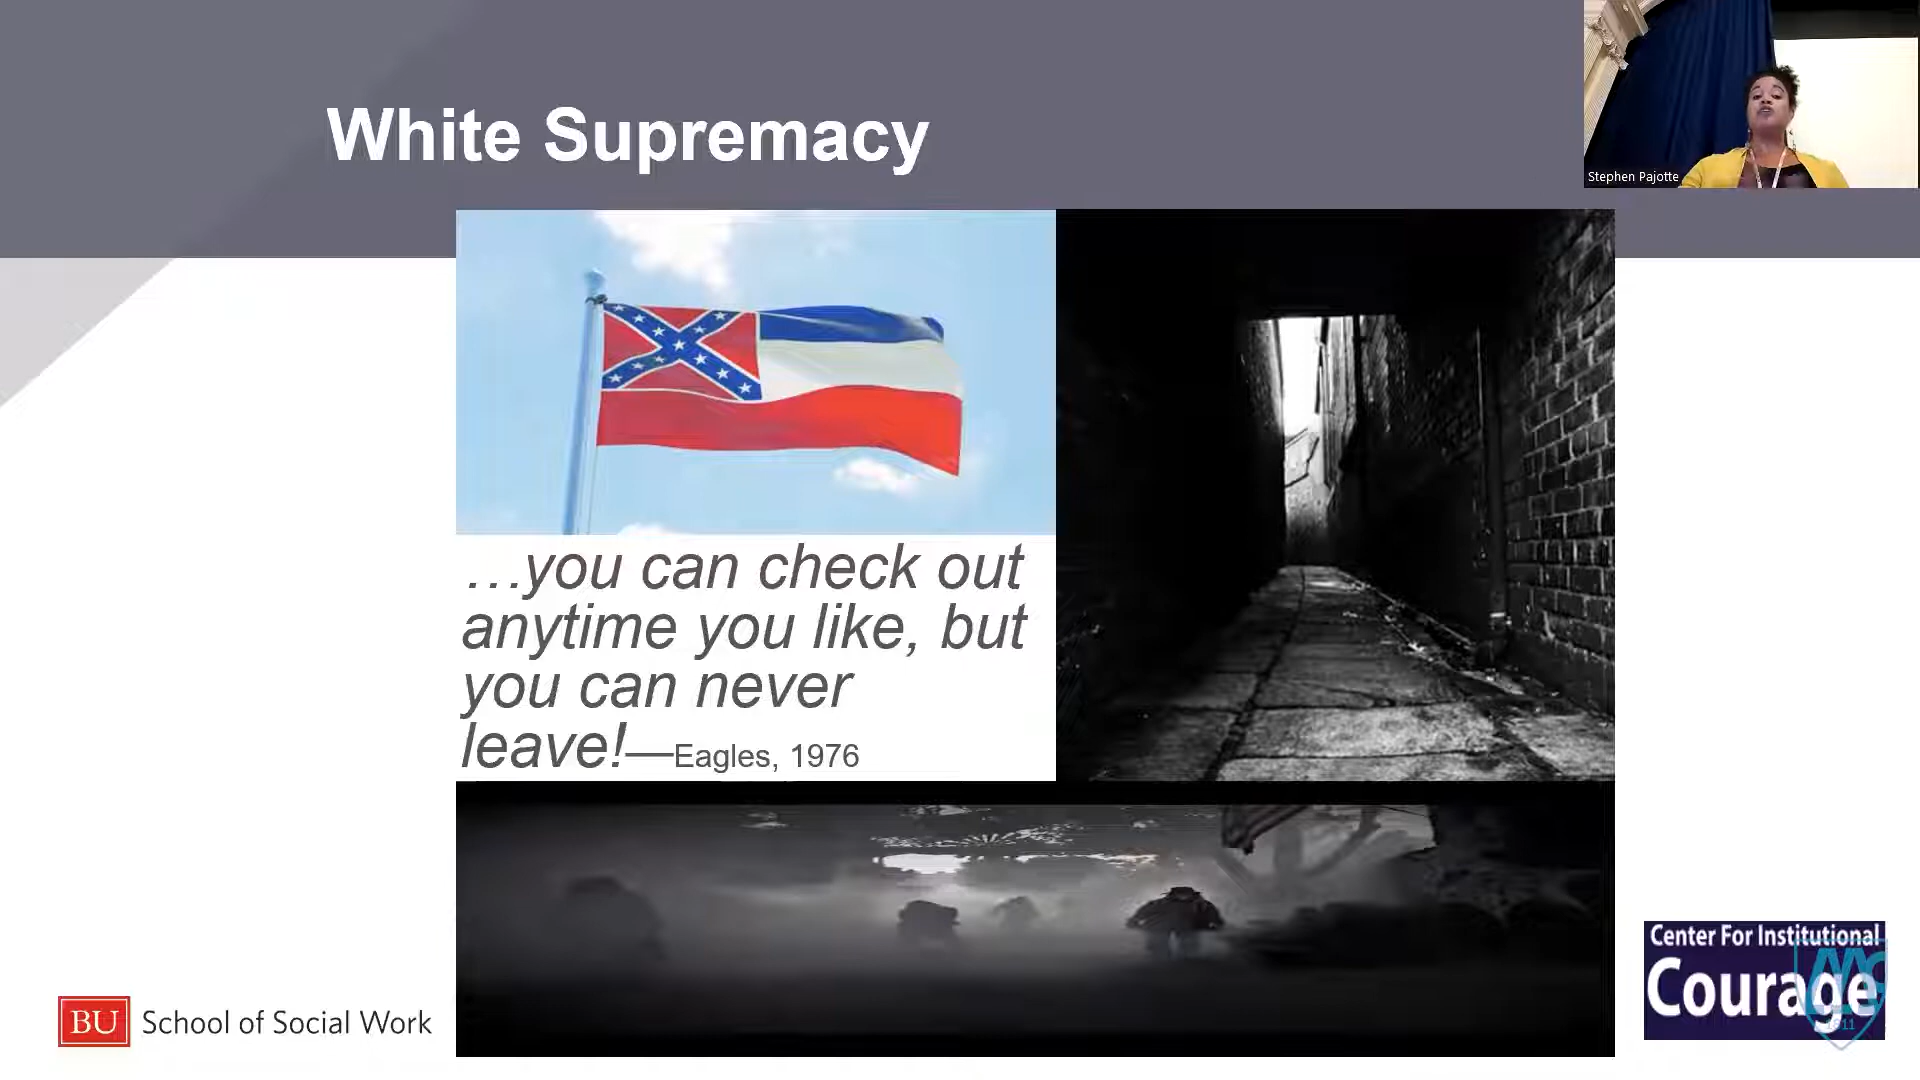 White Supremacy
Stephen Pajotte
…you can check out
anytime you like, but
you can never
leave!—Eagles, 1976
BU School of Social Work
Center For Institutional
Courage
1811